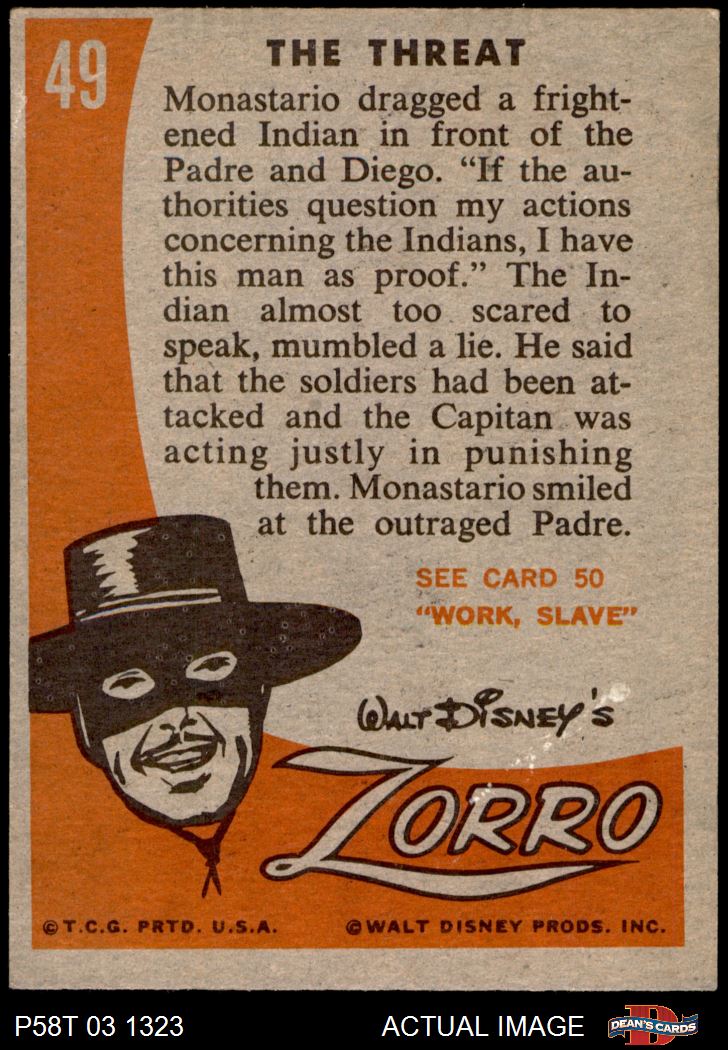 49
THE THREAT
Monastario dragged a fright-
ened Indian in front of the
Padre and Diego. “If the au-
thorities question my actions
concerning the Indians, I have
this man as proof.” The In-
dian almost too scared to
speak, mumbled a lie. He said
that the soldiers had been at-
tacked and the Capitan was
acting justly in punishing
them. Monastario smiled
at the outraged Padre.
SEE CARD 50
“WORK, SLAVE”
WALT DISNEY'S
ZORRO
©T.C.G. PRTD. U.S.A.
©WALT DISNEY PRODS. INC.
P58T 03 1323
ACTUAL IMAGE
D
DEAN'S CARDS